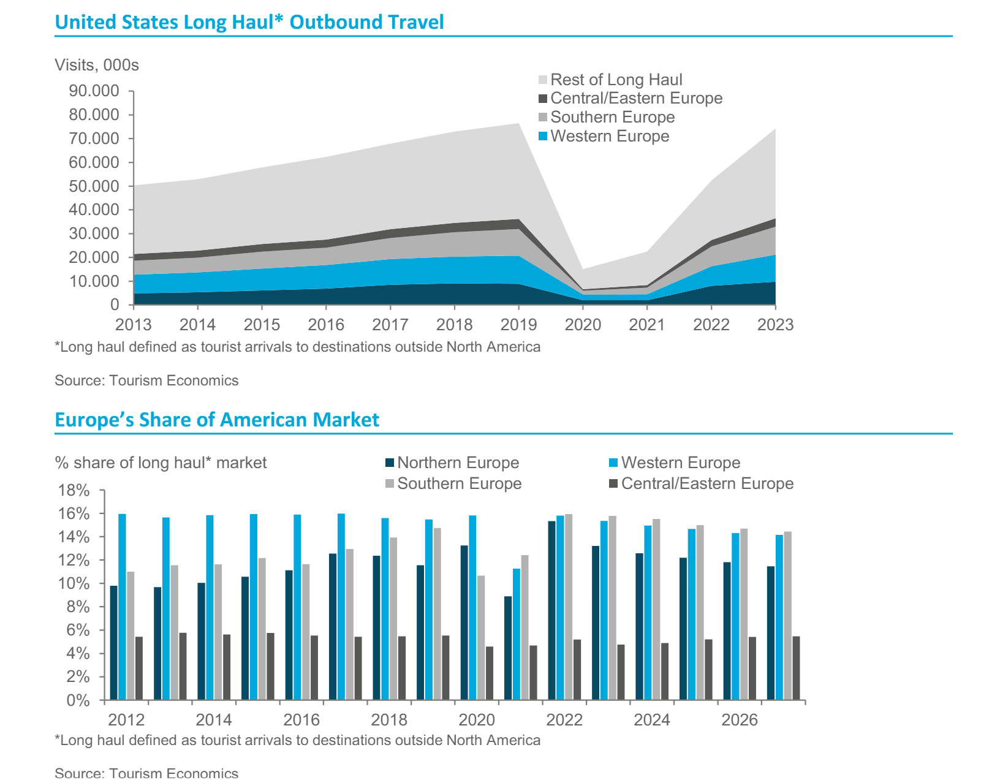 United States Long Haul* Outbound Travel
Visits, 000s
Rest of Long Haul
Central/Eastern Europe
Southern Europe
Western Europe
90.000
80.000
70.000
60.000
50.000
40.000
30.000
20.000
10.000
0
2013 2014 2015 2016 2017 2018 2019 2020 2021 2022 2023
*Long haul defined as tourist arrivals to destinations outside North America
Source: Tourism Economics
Europe’s Share of American Market
% share of long haul* market
Northern Europe Western Europe
Southern Europe Central/Eastern Europe
18%
16%
14%
12%
10%
8%
6%
4%
2%
0%
2012 2014 2016 2018 2020 2022 2024 2026
*Long haul defined as tourist arrivals to destinations outside North America
Source: Tourism Economics